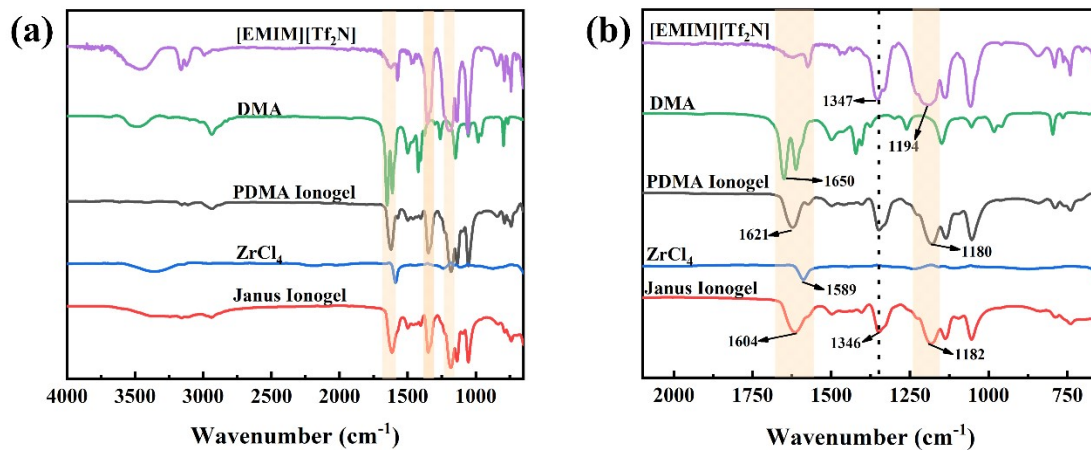 (a)
[EMIM][Tf₂N]
DMA
PDMA Ionogel
ZrCl₄
Janus Ionogel
4000 3500 3000 2500 2000 1500 1000
Wavenumber (cm⁻¹)
(b)
[EMIM][Tf₂N]
1347
DMA
1194
1650
PDMA Ionogel
1621
1180
ZrCl₄
1589
Janus Ionogel
1604
1346
1182
2000 1750 1500 1250 1000 750
Wavenumber (cm⁻¹)